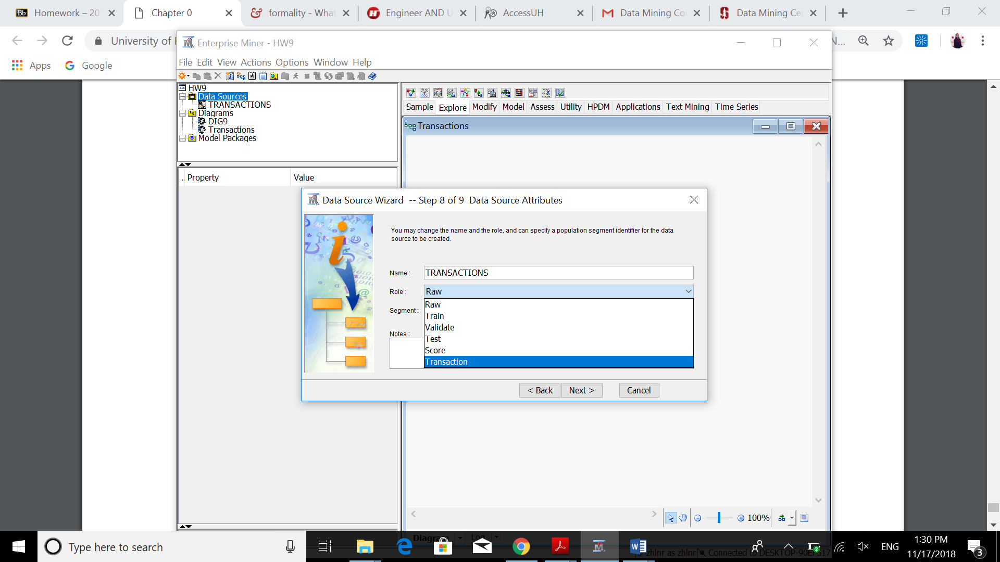 Homework – 20
Chapter 0
formality - What
Engineer AND U
AccessUH
Data Mining Co
Data Mining Ce
University of
N...
Apps
Google
Enterprise Miner - HW9
File Edit View Actions Options Window Help
HW9
Data Sources
TRANSACTIONS
Diagrams
DIG9
Transactions
Model Packages
Sample Explore Modify Model Assess Utility HPDM Applications Text Mining Time Series
Transactions
.. Property Value
Data Source Wizard -- Step 8 of 9 Data Source Attributes
You may change the name and the role, and can specify a population segment identifier for the data
source to be created.
Name : TRANSACTIONS
Role : Raw
Raw
Segment :
Train
Validate
Notes :
Test
Score
Transaction
< Back Next > Cancel
100%
Diagram Log
zhlnr as zhlnr Connected to DESKTOP-90EF317
Type here to search
ENG
1:30 PM
11/17/2018
3